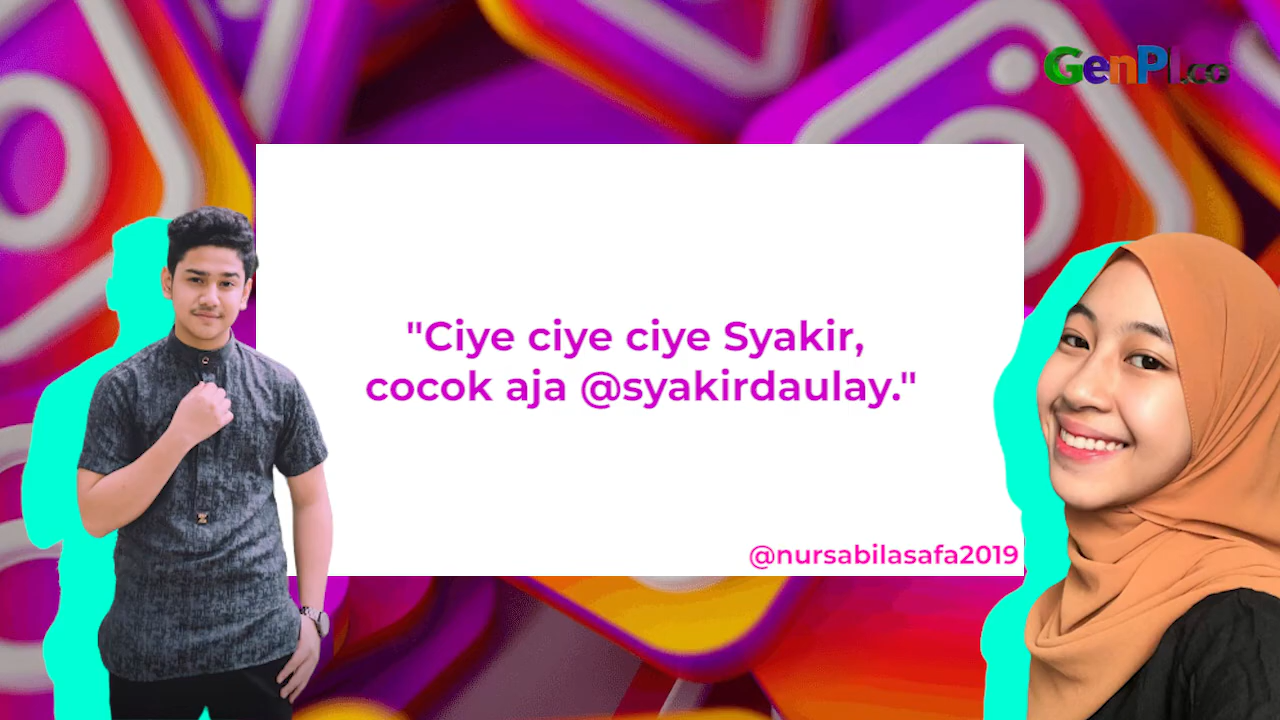 GenPI.co
"Ciye ciye ciye Syakir,
cocok aja @syakirdaulay."
@nursabilasafa2019